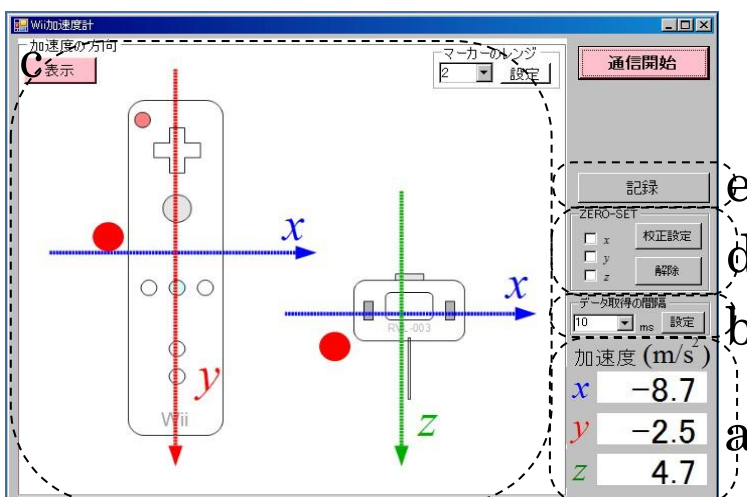 Wii加速度計
加速度の方向
c
表示
マーカーのレンジ
2
設定
通信開始
x
y
Wii
x
RVL-003
z
記録
e
ZERO-SET
x
y
z
校正設定
解除
d
データ取得の間隔
10
ms
設定
b
加速度 (m/s²)
x -8.7
y -2.5
z 4.7
a